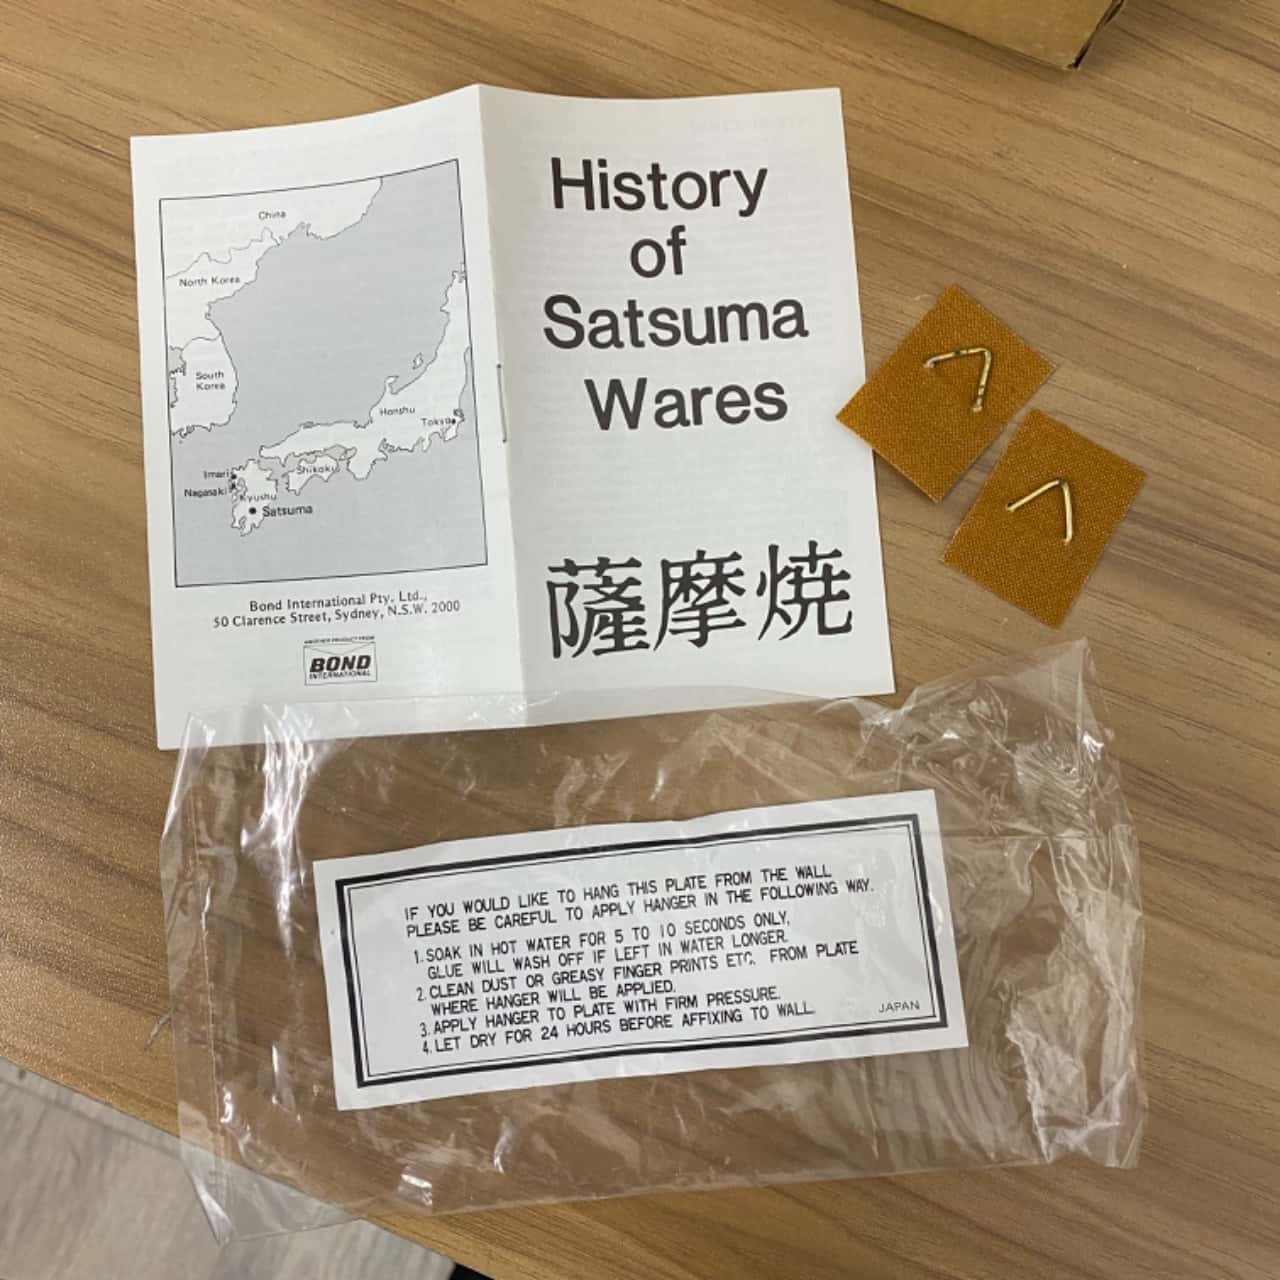 China
North Korea
South
Korea
Honshu
Tokyo
Imari
Shikoku
Nagasaki
Kyushu
Satsuma
Bond International Pty. Ltd.,
50 Clarence Street, Sydney, N.S.W. 2000
ANOTHER PRODUCT FROM
BOND
INTERNATIONAL
History
of
Satsuma
Wares
薩摩焼
IF YOU WOULD LIKE TO HANG THIS PLATE FROM THE WALL
PLEASE BE CAREFUL TO APPLY HANGER IN THE FOLLOWING WAY.
1. SOAK IN HOT WATER FOR 5 TO 10 SECONDS ONLY,
GLUE WILL WASH OFF IF LEFT IN WATER LONGER.
2. CLEAN DUST OR GREASY FINGER PRINTS ETC. FROM PLATE
WHERE HANGER WILL BE APPLIED.
3. APPLY HANGER TO PLATE WITH FIRM PRESSURE.
4. LET DRY FOR 24 HOURS BEFORE AFFIXING TO WALL.
JAPAN